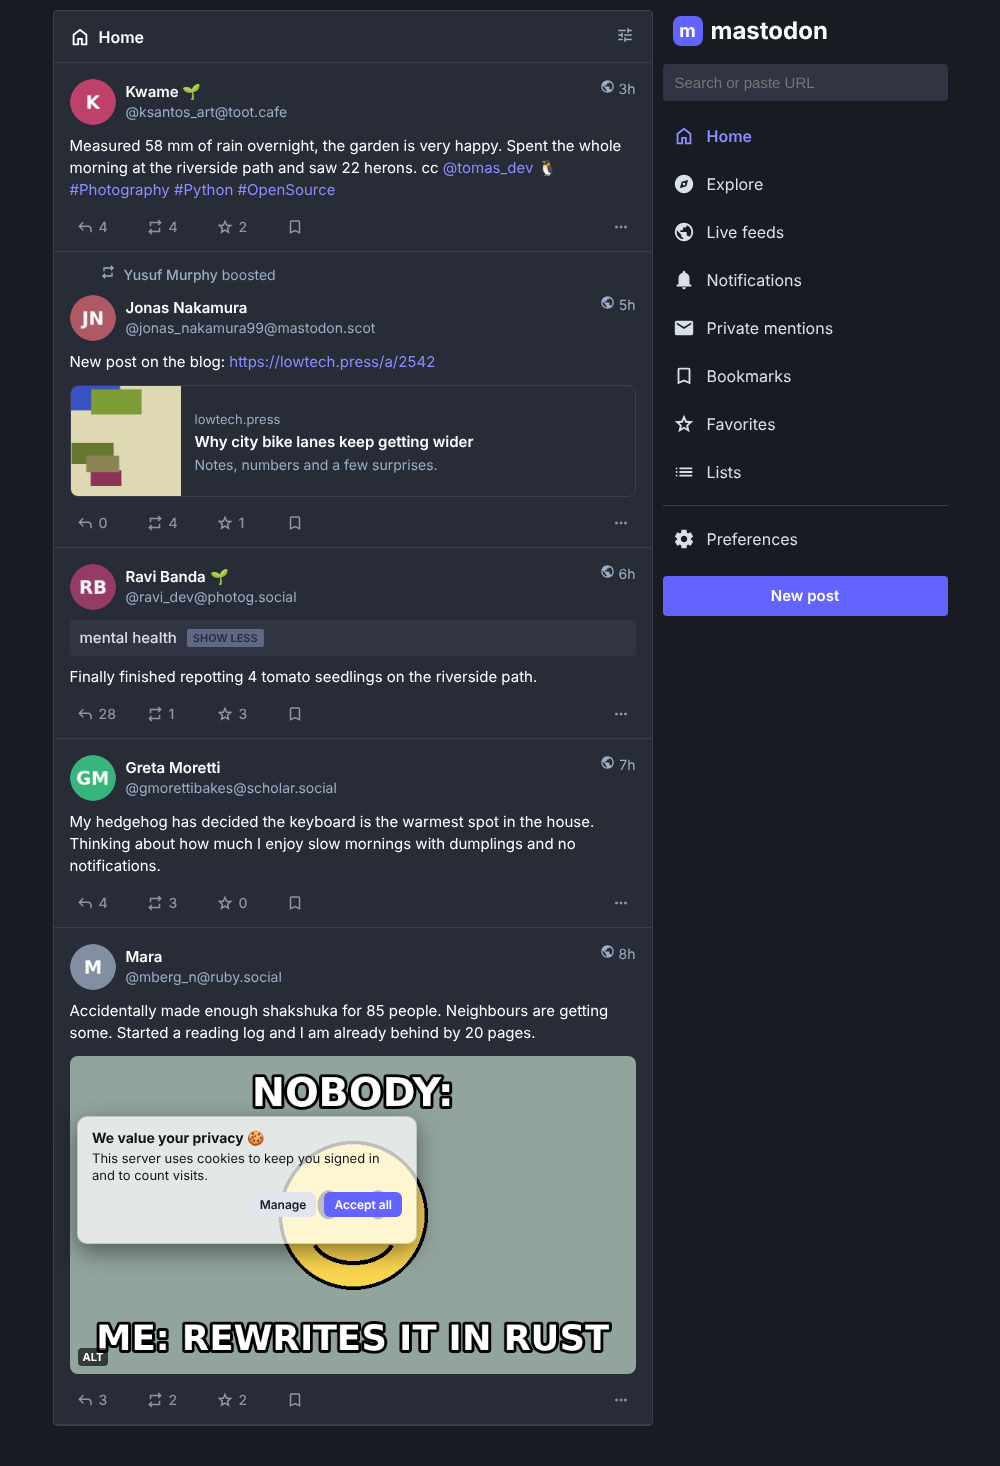 Home
K
Kwame 🌱
3h
@ksantos_art@toot.cafe
Measured 58 mm of rain overnight, the garden is very happy. Spent the whole
morning at the riverside path and saw 22 herons. cc @tomas_dev 🐧
#Photography #Python #OpenSource
4 4 2
Yusuf Murphy boosted
JN
Jonas Nakamura
5h
@jonas_nakamura99@mastodon.scot
New post on the blog: https://lowtech.press/a/2542
lowtech.press
Why city bike lanes keep getting wider
Notes, numbers and a few surprises.
0 4 1
RB
Ravi Banda 🌱
6h
@ravi_dev@photog.social
mental health SHOW LESS
Finally finished repotting 4 tomato seedlings on the riverside path.
28 1 3
GM
Greta Moretti
7h
@gmorettibakes@scholar.social
My hedgehog has decided the keyboard is the warmest spot in the house.
Thinking about how much I enjoy slow mornings with dumplings and no
notifications.
4 3 0
M
Mara
8h
@mberg_n@ruby.social
Accidentally made enough shakshuka for 85 people. Neighbours are getting
some. Started a reading log and I am already behind by 20 pages.
NOBODY:
We value your privacy 🍪
This server uses cookies to keep you signed in
and to count visits.
Manage Accept all
ME: REWRITES IT IN RUST
ALT
3 2 2
m mastodon
Search or paste URL
Home
Explore
Live feeds
Notifications
Private mentions
Bookmarks
Favorites
Lists
Preferences
New post